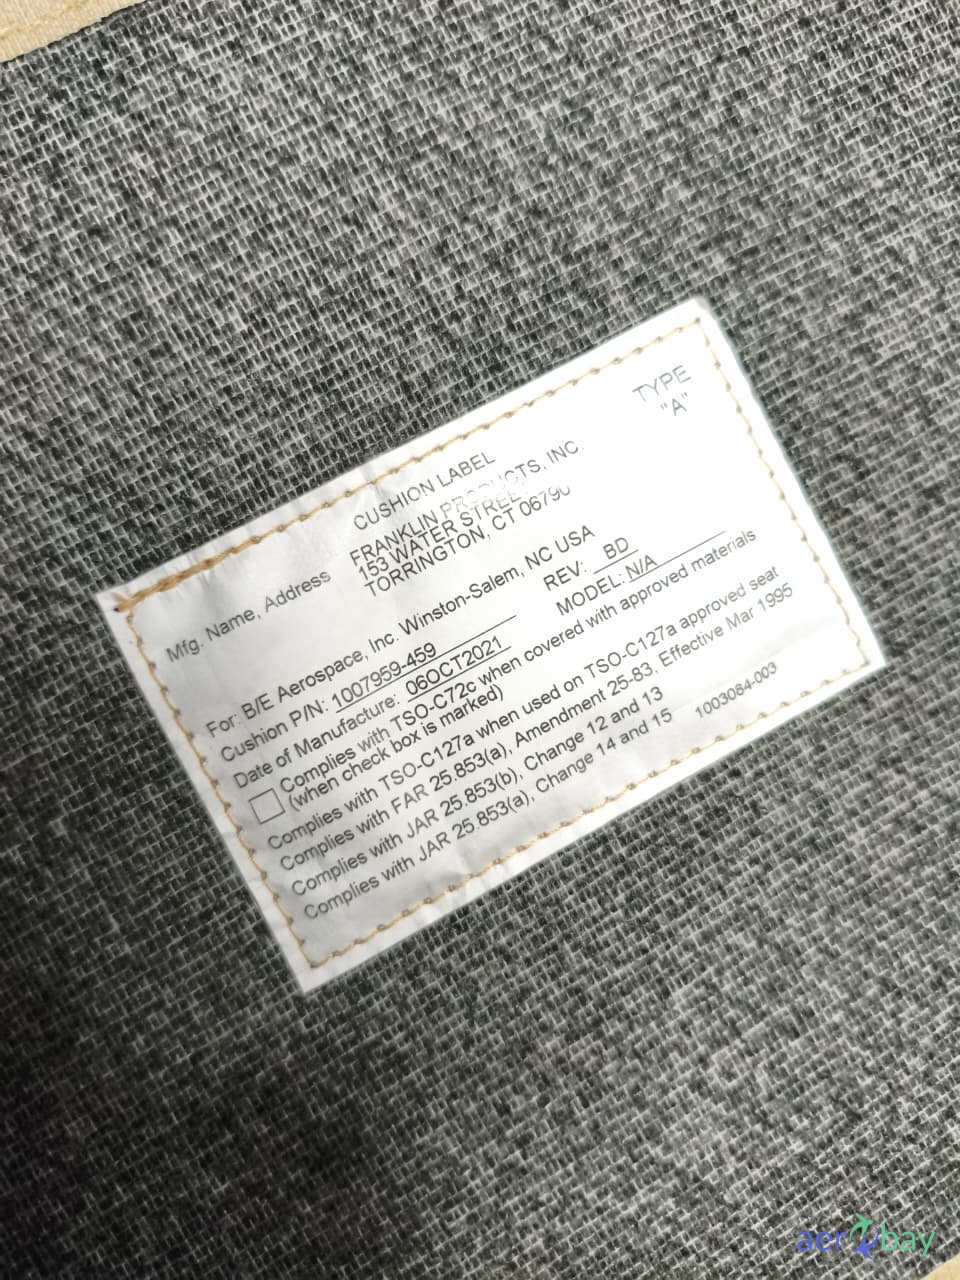 TYPE
"A"
CUSHION LABEL
Mfg. Name, Address
FRANKLIN PRODUCTS, INC.
153 WATER STREET
TORRINGTON, CT 06790
For: B/E Aerospace, Inc. Winston-Salem, NC USA
Cushion P/N: 1007959-459 REV: BD
Date of Manufacture: 06OCT2021 MODEL: N/A
Complies with TSO-C72c when covered with approved materials
(when check box is marked)
Complies with TSO-C127a when used on TSO-C127a approved seat
Complies with FAR 25.853(a), Amendment 25-83, Effective Mar 1995
Complies with JAR 25.853(b), Change 12 and 13
Complies with JAR 25.853(a), Change 14 and 15 1003084-003
aerobay